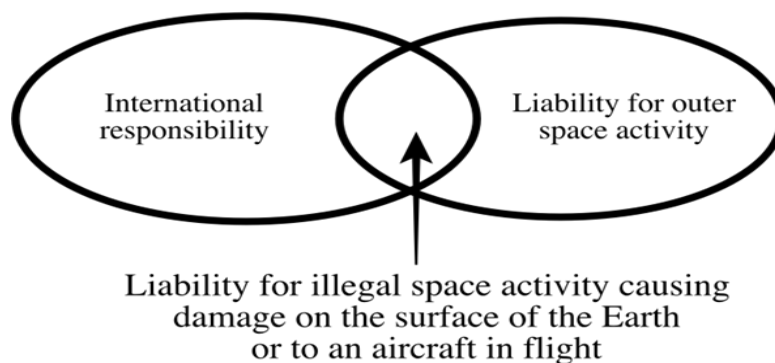 International
responsibility
Liability for outer
space activity
Liability for illegal space activity causing
damage on the surface of the Earth
or to an aircraft in flight